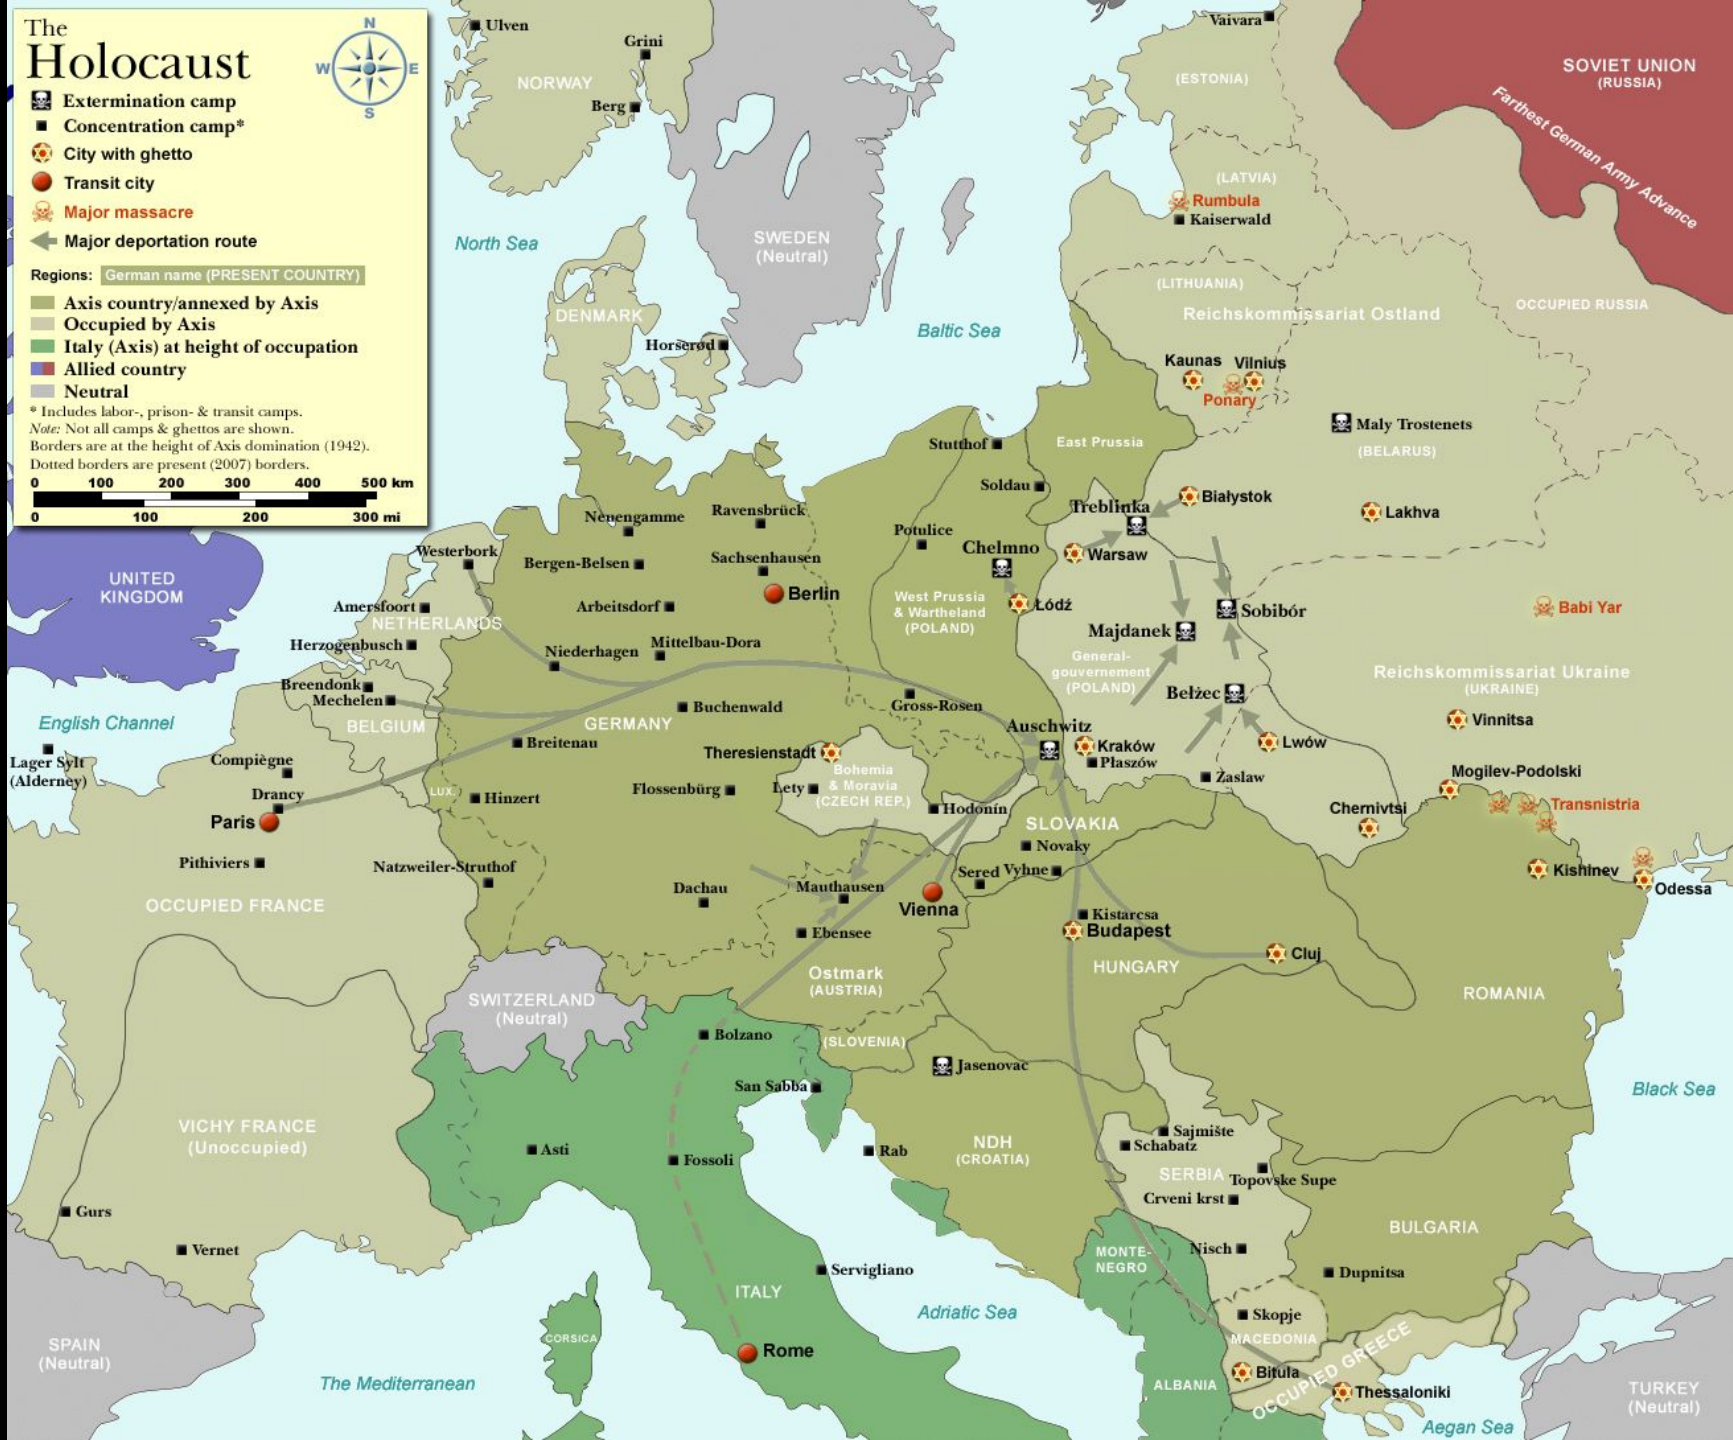 The
Holocaust
N
W
E
S
Extermination camp
Concentration camp*
City with ghetto
Transit city
Major massacre
Major deportation route
Regions: German name (PRESENT COUNTRY)
Axis country/annexed by Axis
Occupied by Axis
Italy (Axis) at height of occupation
Allied country
Neutral
* Includes labor-, prison- & transit camps.
Note: Not all camps & ghettos are shown.
Borders are at the height of Axis domination (1942).
Dotted borders are present (2007) borders.
0 100 200 300 400 500 km
0 100 200 300 mi
Ulven
Grini
NORWAY
Berg
Vaivara
(ESTONIA)
SOVIET UNION
(RUSSIA)
Farthest German Army Advance
(LATVIA)
Rumbula
Kaiserwald
North Sea
SWEDEN
(Neutral)
(LITHUANIA)
Reichskommissariat Ostland
OCCUPIED RUSSIA
DENMARK
Horserød
Baltic Sea
Kaunas
Vilnius
Ponary
Maly Trostenets
(BELARUS)
Stutthof
East Prussia
Soldau
Treblinka
Białystok
Lakhva
Neuengamme
Ravensbrück
Potulice
Chelmno
Warsaw
Westerbork
Bergen-Belsen
Sachsenhausen
UNITED
KINGDOM
Berlin
Amersfoort
Arbeitsdorf
West Prussia
& Wartheland
(POLAND)
Łódź
Sobibór
Babi Yar
NETHERLANDS
Majdanek
Herzogenbusch
Niederhagen
Mittelbau-Dora
General-
gouvernement
(POLAND)
Reichskommissariat Ukraine
(UKRAINE)
Breendonk
Mechelen
Bełżec
English Channel
BELGIUM
GERMANY
Buchenwald
Gross-Rosen
Vinnitsa
Auschwitz
Lager Sylt
(Alderney)
Compiègne
Breitenau
Theresienstadt
Kraków
Płaszów
Lwów
Bohemia
& Moravia
(CZECH REP.)
Zaslaw
Mogilev-Podolski
Drancy
LUX.
Hinzert
Flossenbürg
Lety
Hodonín
Chernivtsi
Transnistria
Paris
SLOVAKIA
Novaky
Pithiviers
Natzweiler-Struthof
Sered
Vyhne
Kishinev
Odessa
Dachau
Mauthausen
Vienna
OCCUPIED FRANCE
Kistarcsa
Budapest
Ebensee
Cluj
HUNGARY
Ostmark
(AUSTRIA)
ROMANIA
SWITZERLAND
(Neutral)
Bolzano
(SLOVENIA)
Jasenovac
San Sabba
Black Sea
VICHY FRANCE
(Unoccupied)
Asti
Fossoli
Rab
NDH
(CROATIA)
Sajmište
Schabatz
SERBIA
Topovske Supe
Crveni krst
Gurs
Vernet
MONTE-
NEGRO
Nisch
BULGARIA
Servigliano
Dupnitsa
ITALY
Adriatic Sea
Skopje
MACEDONIA
CORSICA
SPAIN
(Neutral)
Rome
The Mediterranean
Bitula
OCCUPIED GREECE
ALBANIA
Thessaloniki
TURKEY
(Neutral)
Aegan Sea